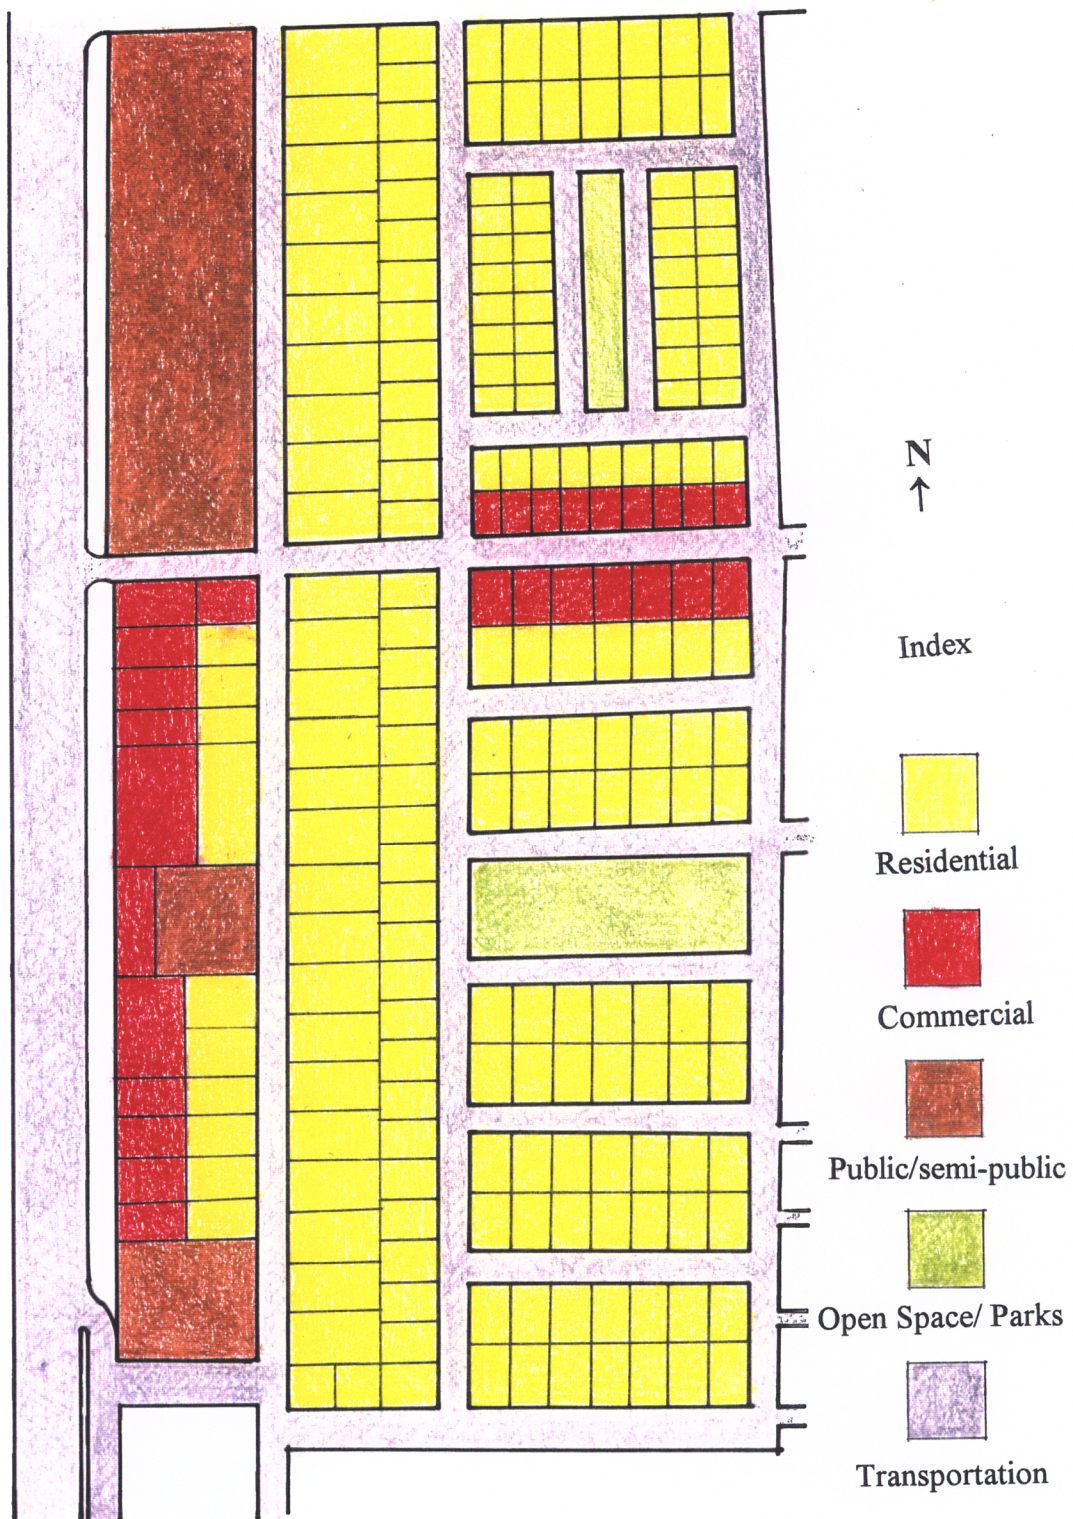 N
Index
Residential
Commercial
Public/semi-public
Open Space/ Parks
Transportation